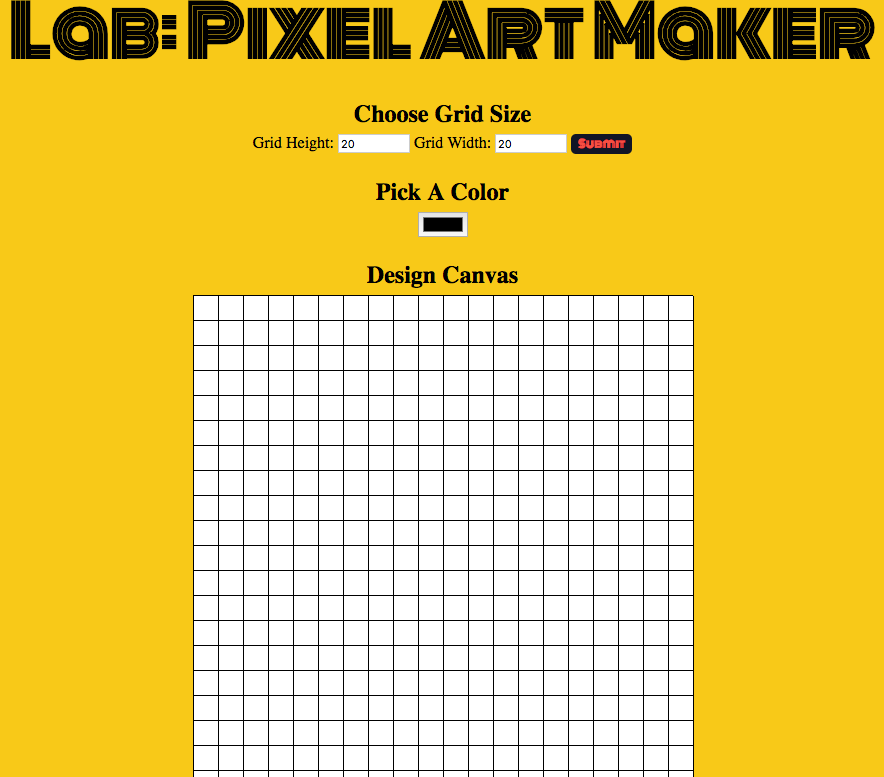 Lab: Pixel Art Maker
Choose Grid Size
Grid Height: 20 Grid Width: 20 Submit
Pick A Color
Design Canvas